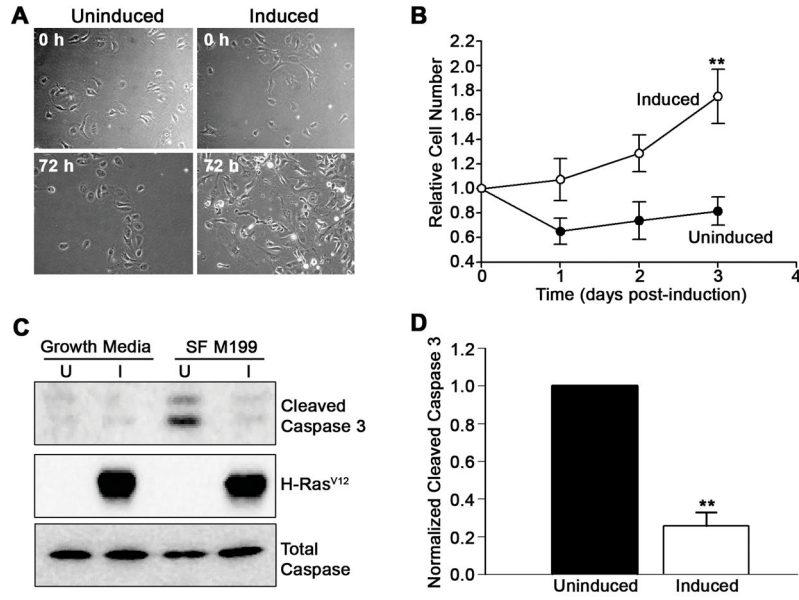 A
Uninduced
Induced
0 h
0 h
72 h
72 h
B
Relative Cell Number
2.2
2.0
1.8
1.6
1.4
1.2
1.0
0.8
0.6
0.4
**
Induced
Uninduced
0
1
2
3
4
Time (days post-induction)
C
Growth Media
SF M199
U
I
U
I
Cleaved
Caspase 3
H-RasV12
Total
Caspase
D
Normalized Cleaved Caspase 3
1.2
1.0
0.8
0.6
0.4
0.2
0.0
**
Uninduced
Induced